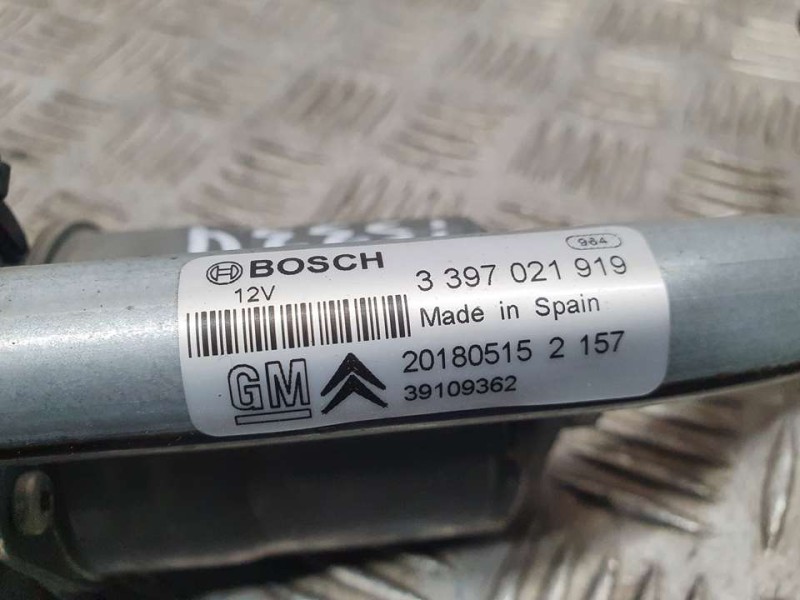 984
BOSCH 3 397 021 919
12V
Made in Spain
GM 20180515 2 157
39109362